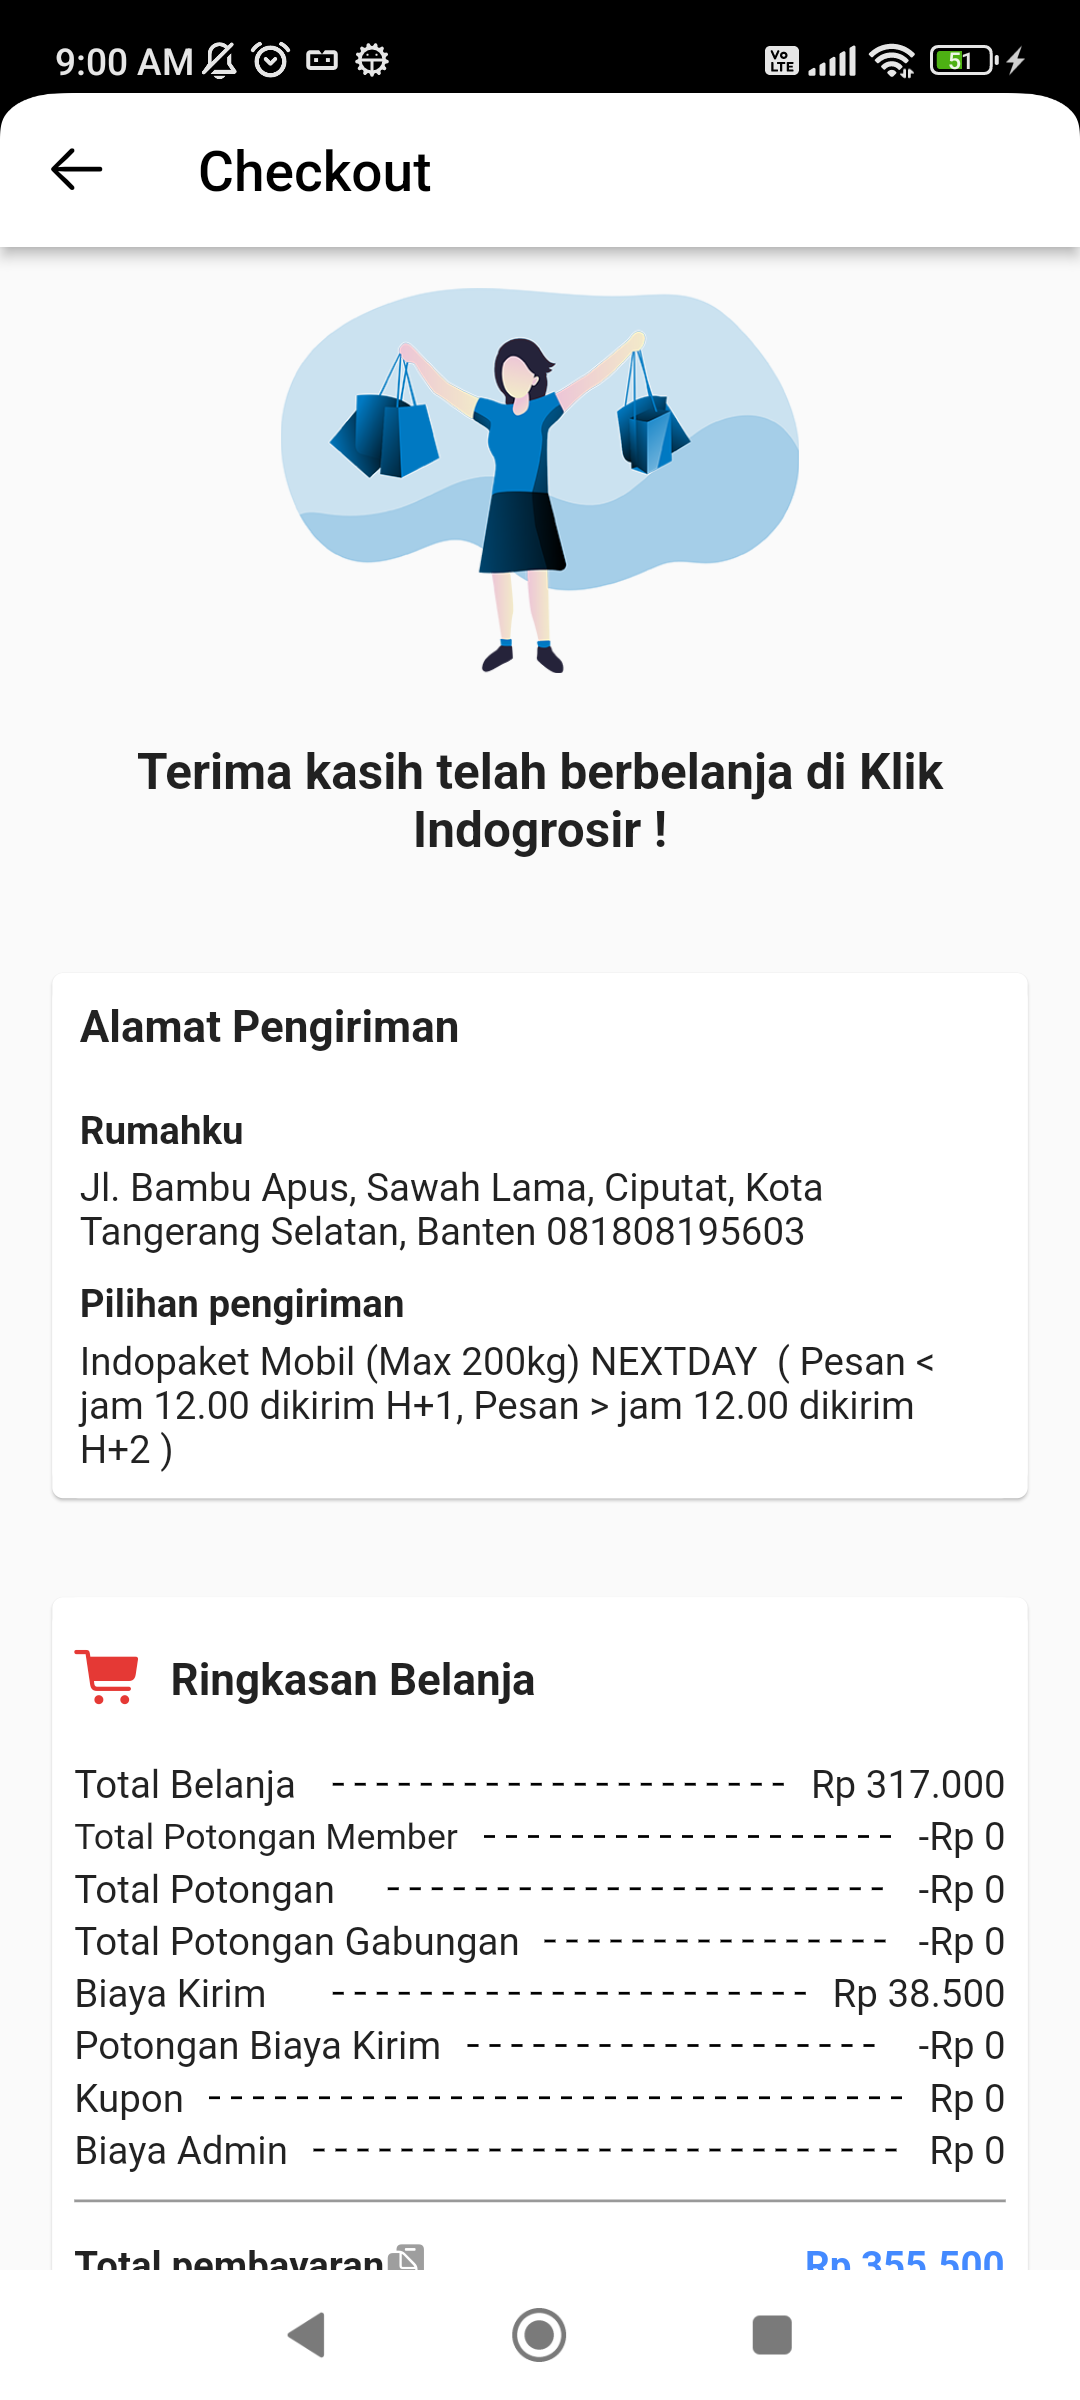 9:00 AM
Vo LTE
51
Checkout
Terima kasih telah berbelanja di Klik
Indogrosir !
Alamat Pengiriman
Rumahku
Jl. Bambu Apus, Sawah Lama, Ciputat, Kota
Tangerang Selatan, Banten 081808195603
Pilihan pengiriman
Indopaket Mobil (Max 200kg) NEXTDAY ( Pesan <
jam 12.00 dikirim H+1, Pesan > jam 12.00 dikirim
H+2 )
Ringkasan Belanja
Total Belanja --------------------- Rp 317.000
Total Potongan Member ------------------- -Rp 0
Total Potongan ----------------------- -Rp 0
Total Potongan Gabungan ---------------- -Rp 0
Biaya Kirim ---------------------- Rp 38.500
Potongan Biaya Kirim ------------------- -Rp 0
Kupon -------------------------------- Rp 0
Biaya Admin --------------------------- Rp 0
Total pembayaran Rp 355.500